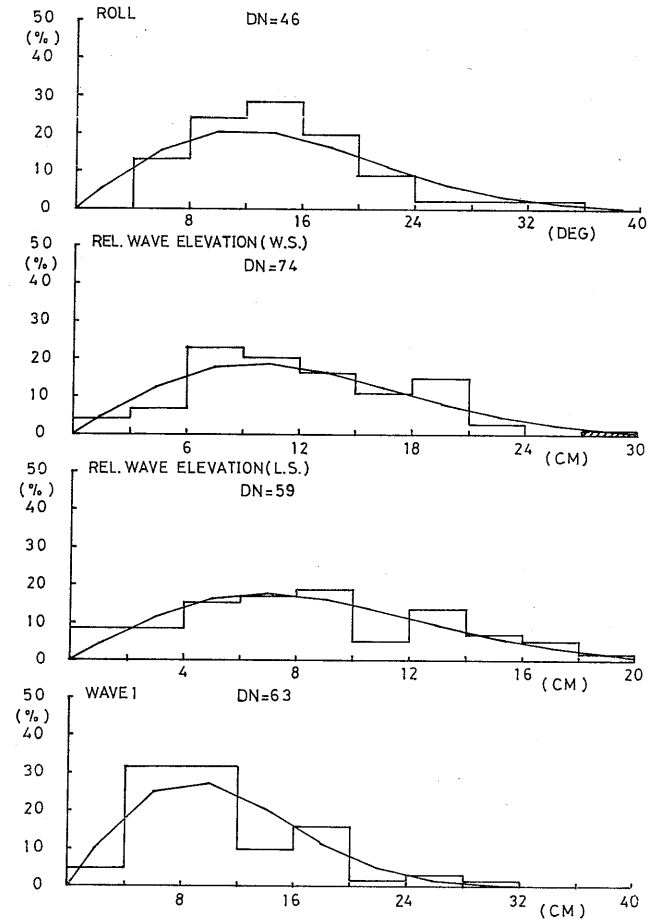 50 ROLL DN=46
(%)
40
30
20
10
0
8 16 24 32 40
(DEG)
50 REL. WAVE ELEVATION(W.S.)
(%) DN=74
40
30
20
10
0
6 12 18 24 30
(CM)
50 REL. WAVE ELEVATION(L.S.)
(%) DN=59
40
30
20
10
0
4 8 12 16 20
(CM)
50 WAVE1 DN=63
(%)
40
30
20
10
0
8 16 24 32 40
(CM)